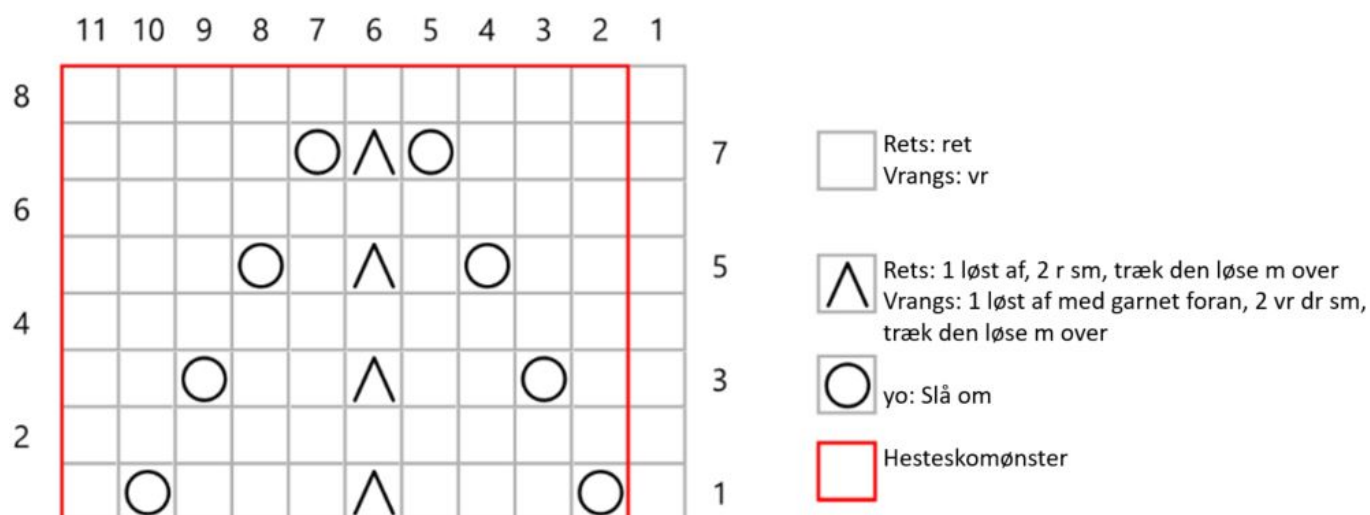 11 10 9 8 7 6 5 4 3 2 1
8
7
6
5
4
3
2
1
Rets: ret
Vrangs: vr
Rets: 1 løst af, 2 r sm, træk den løse m over
Vrangs: 1 løst af med garnet foran, 2 vr dr sm,
træk den løse m over
yo: Slå om
Hesteskomønster